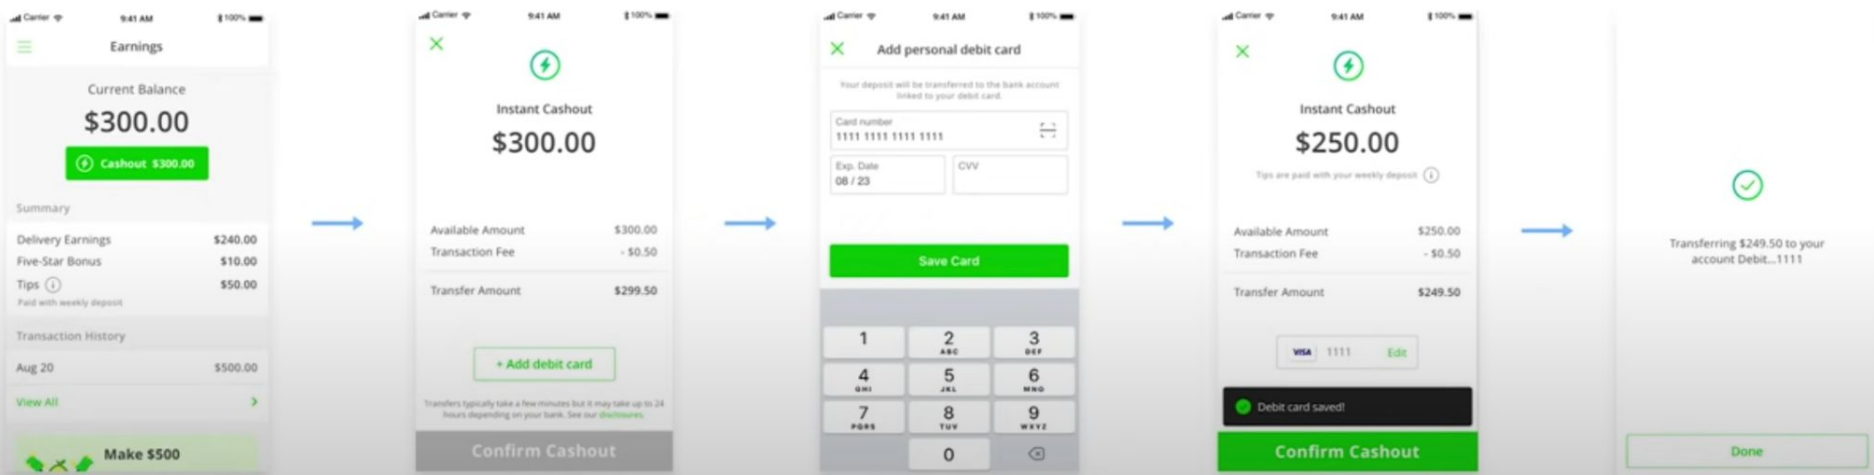 Carrier 9:41 AM 100%
Earnings
Current Balance
$300.00
Cashout $300.00
Summary
Delivery Earnings $240.00
Five-Star Bonus $10.00
Tips $50.00
Paid with weekly deposit
Transaction History
Aug 20 $500.00
View All
Make $500
Carrier 9:41 AM 100%
Instant Cashout
$300.00
Available Amount $300.00
Transaction Fee - $0.50
Transfer Amount $299.50
+ Add debit card
Transfers typically take a few minutes but it may take up to 24
hours depending on your bank. See our disclosures.
Confirm Cashout
Carrier 9:41 AM 100%
Add personal debit card
Your deposit will be transferred to the bank account
linked to your debit card.
Card number
1111 1111 1111 1111
Exp. Date CVV
08 / 23
Save Card
1 2 3
ABC DEF
4 5 6
GHI JKL MNO
7 8 9
PQRS TUV WXYZ
0
Carrier 9:41 AM 100%
Instant Cashout
$250.00
Tips are paid with your weekly deposit
Available Amount $250.00
Transaction Fee - $0.50
Transfer Amount $249.50
VISA 1111 Edit
Debit card saved!
Confirm Cashout
Transferring $249.50 to your
account Debit...1111
Done